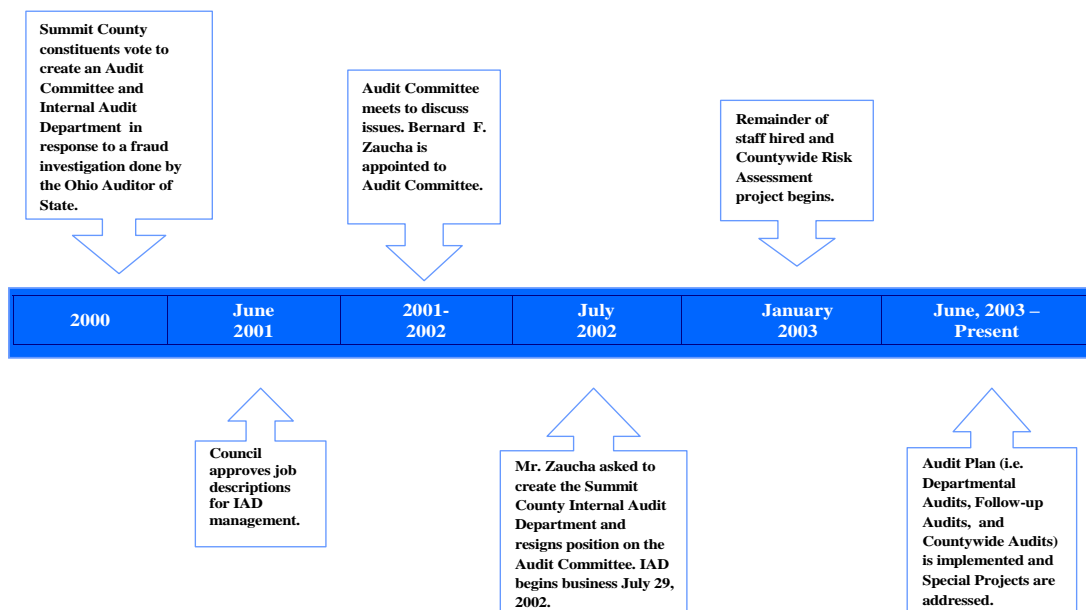 Summit County
constituents vote to
create an Audit
Committee and
Internal Audit
Department in
response to a fraud
investigation done by
the Ohio Auditor of
State.
Audit Committee
meets to discuss
issues. Bernard F.
Zaucha is
appointed to
Audit Committee.
Remainder of
staff hired and
Countywide Risk
Assessment
project begins.
2000
June
2001
2001-
2002
July
2002
January
2003
June, 2003 –
Present
Council
approves job
descriptions
for IAD
management.
Mr. Zaucha asked to
create the Summit
County Internal Audit
Department and
resigns position on the
Audit Committee. IAD
begins business July 29,
2002.
Audit Plan (i.e.
Departmental
Audits, Follow-up
Audits, and
Countywide Audits)
is implemented and
Special Projects are
addressed.